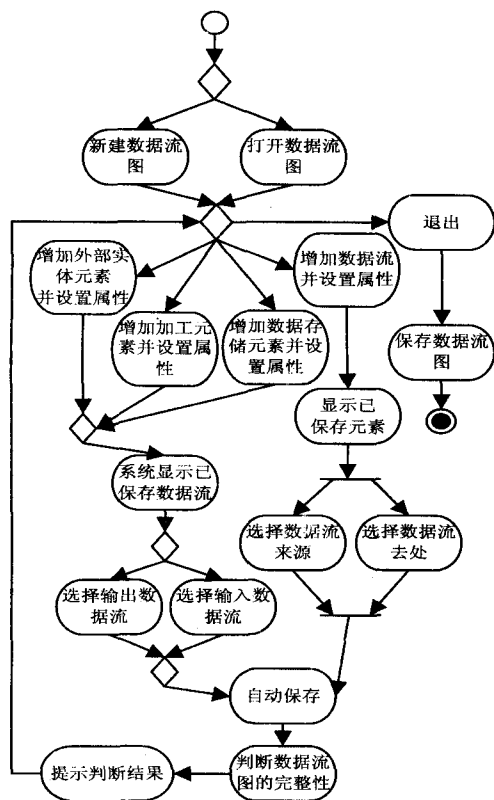 新建数据流
图
打开数据流
图
退出
增加外部实
体元素
并设置属性
增加数据流
并设置属性
增加加工元
素并设置属
性
增加数据存
储元素并设
置属性
保存数据流
图
显示已
保存元素
系统显示已
保存数据流
选择数据流
来源
选择数据流
去处
选择输出数
据流
选择输入数
据流
自动保存
判断数据流
图的完整性
提示判断结果